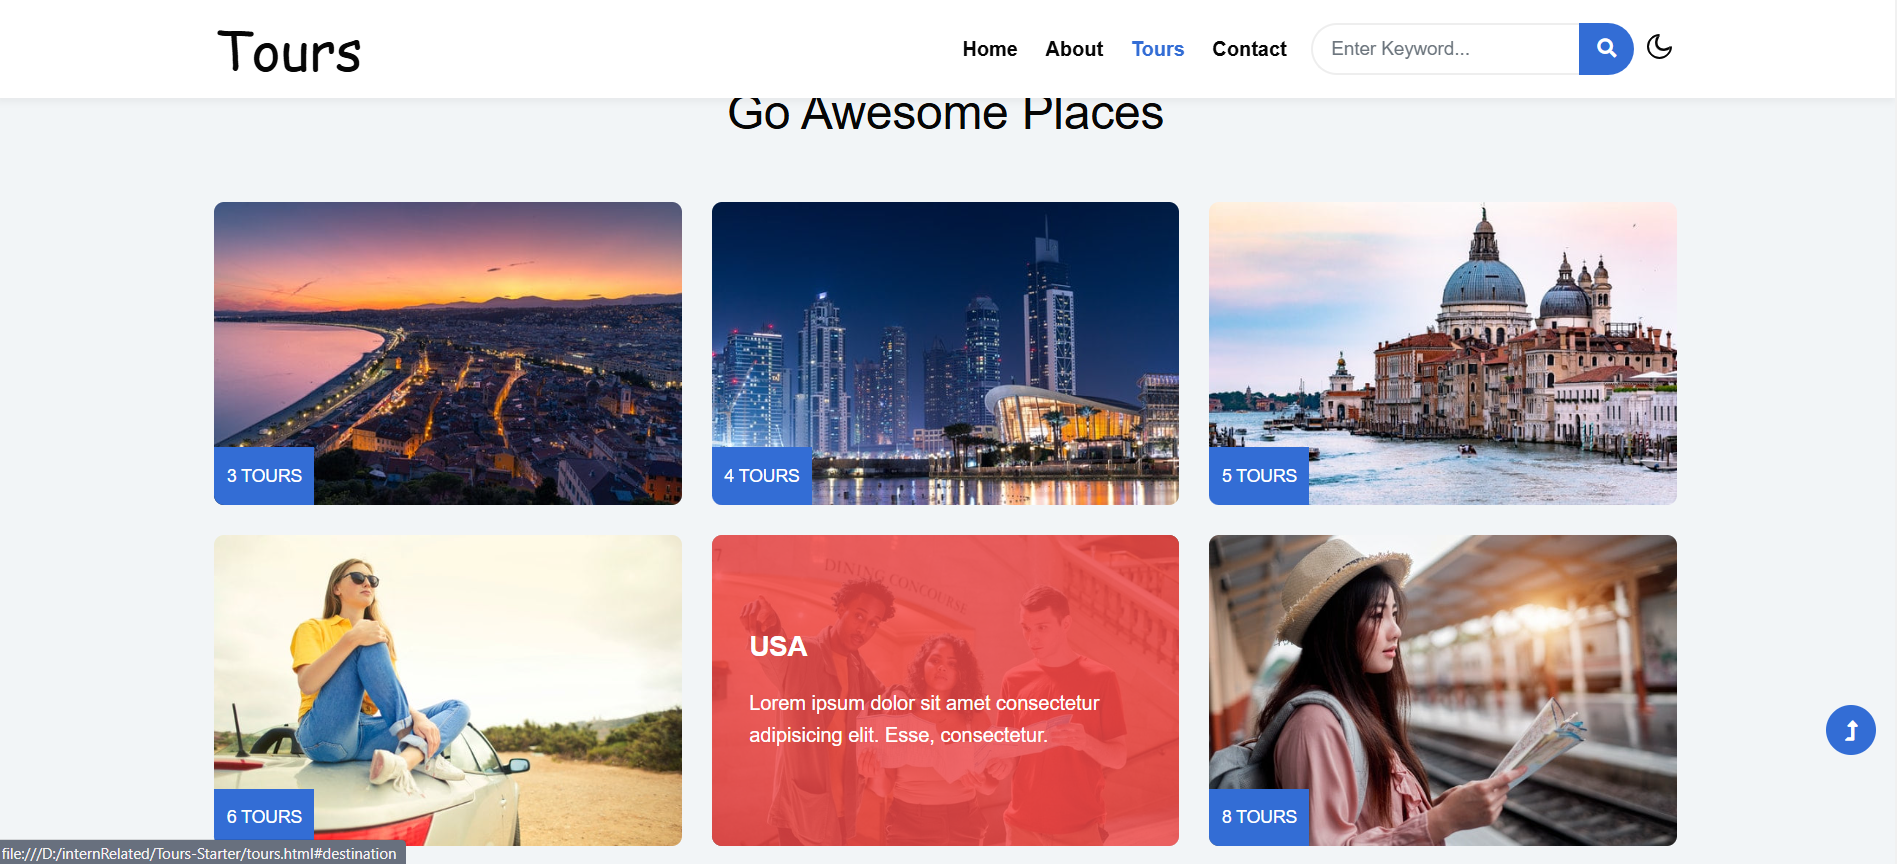 Tours
Home About Tours Contact Enter Keyword...
Go Awesome Places
3 TOURS
4 TOURS
5 TOURS
DINING CONCOURSE
USA
Lorem ipsum dolor sit amet consectetur
adipisicing elit. Esse, consectetur.
6 TOURS
8 TOURS
file:///D:/internRelated/Tours-Starter/tours.html#destination